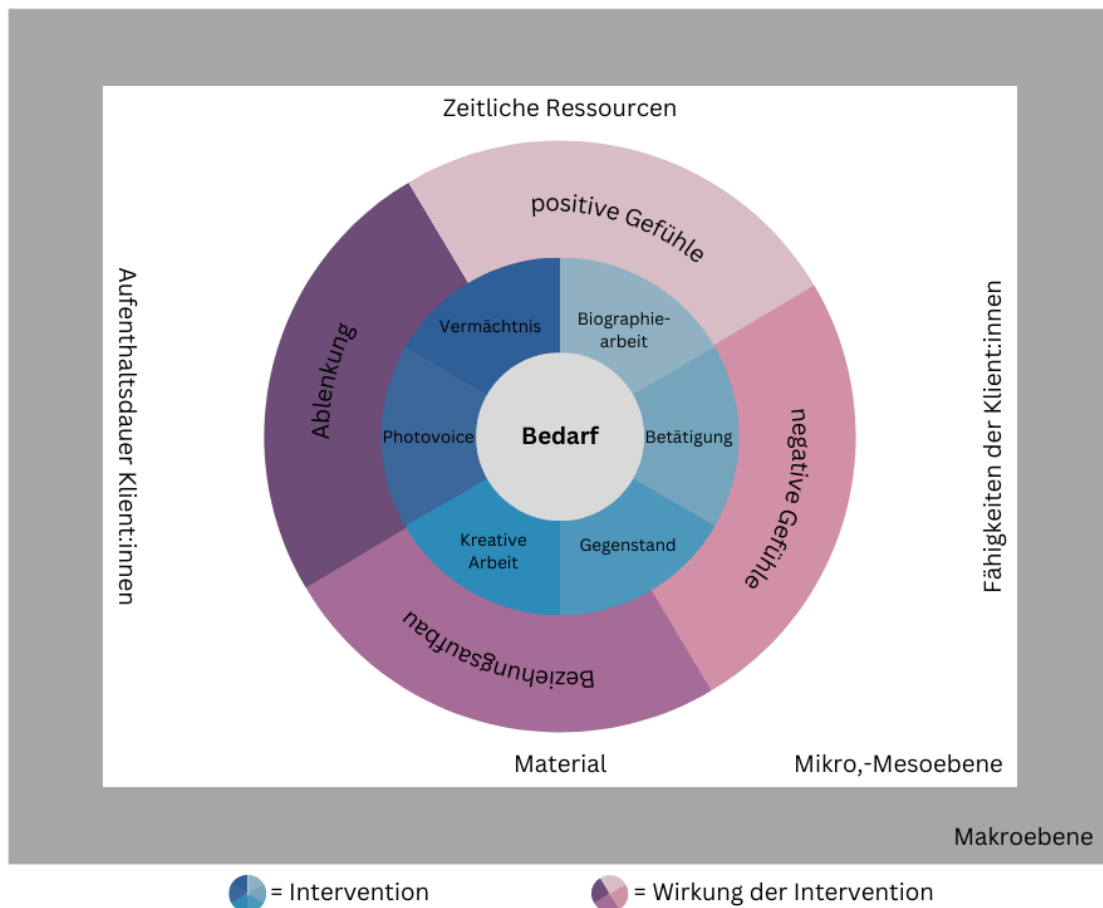 Zeitliche Ressourcen
positive Gefühle
Aufenthaltsdauer Klient:innen
Ablenkung
Vermächtnis
Biographie-
arbeit
Photovoice
Bedarf
Betätigung
negative Gefühle
Fähigkeiten der Klient:innen
Kreative
Arbeit
Gegenstand
Beziehungsaufbau
Material
Mikro,-Mesoebene
Makroebene
= Intervention
= Wirkung der Intervention